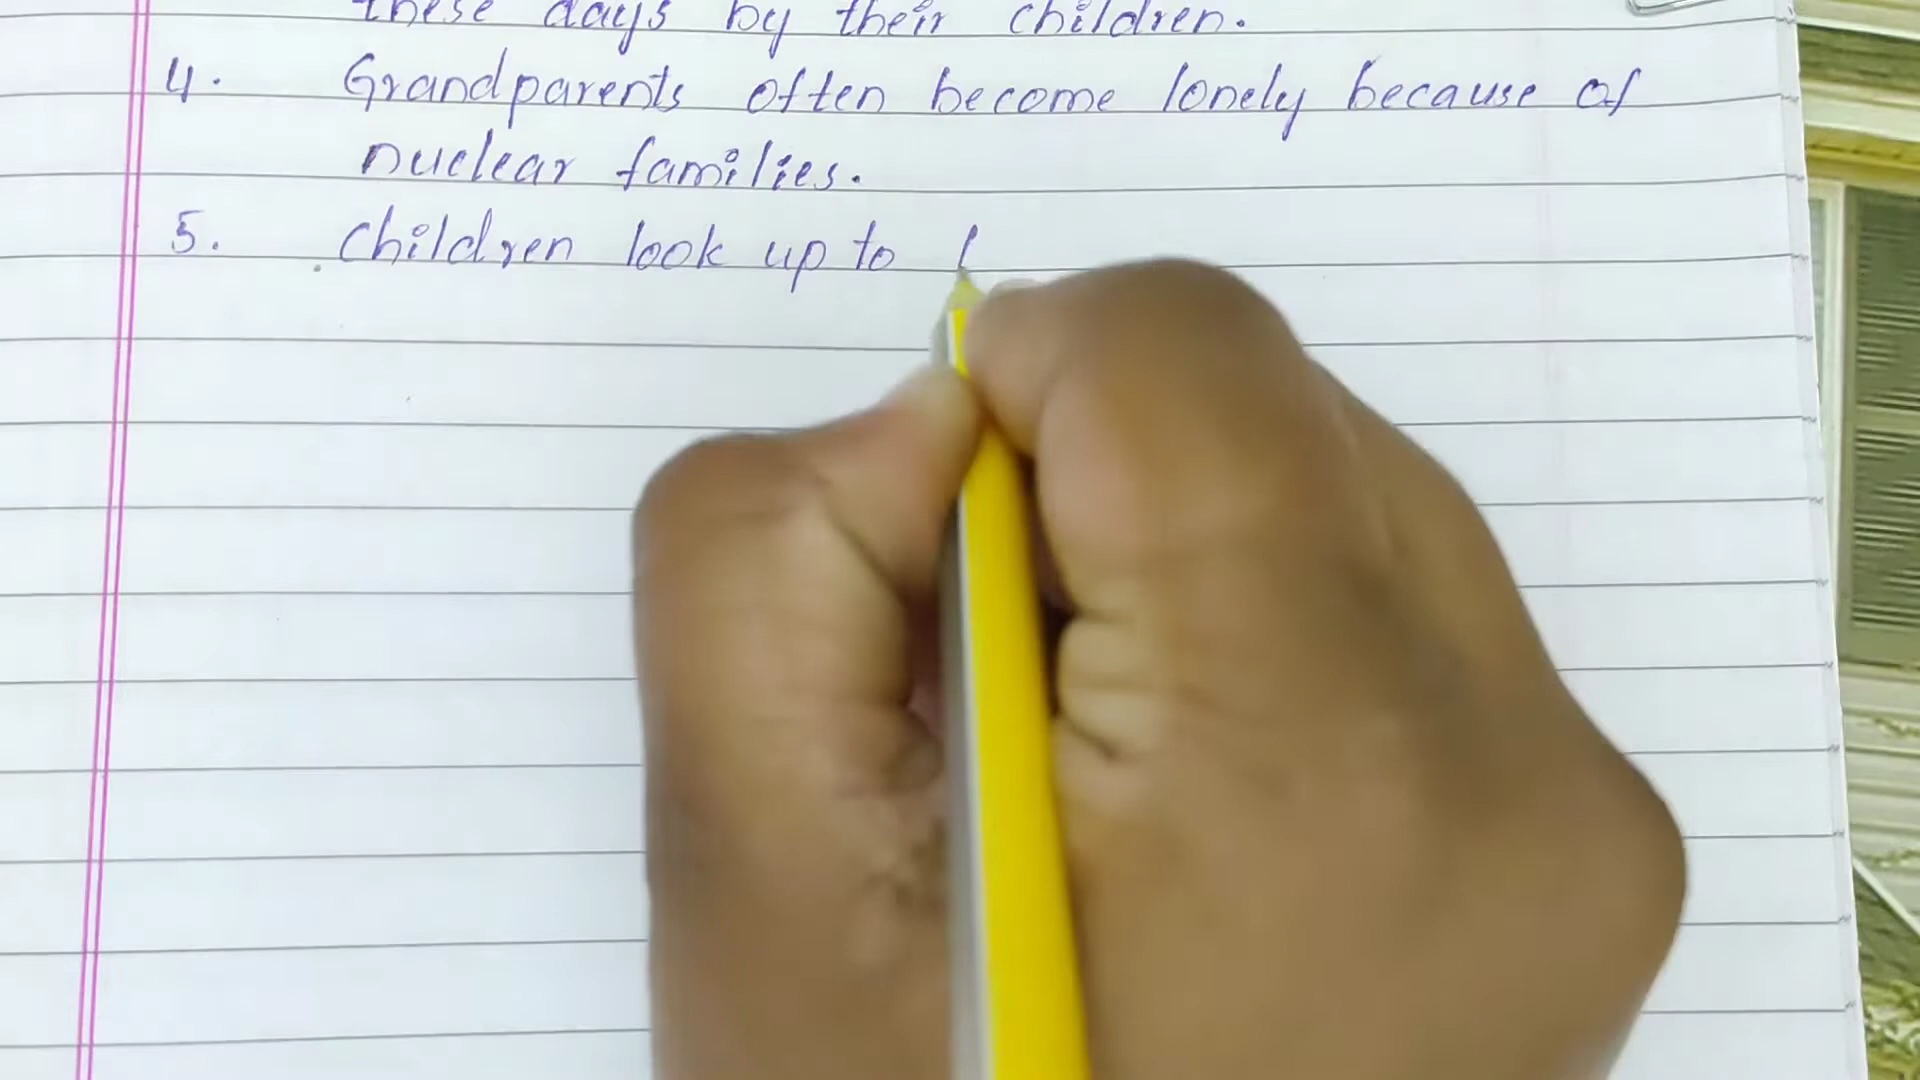 these days by their children.
4. Grandparents often become lonely because of
nuclear families.
5. children look up to